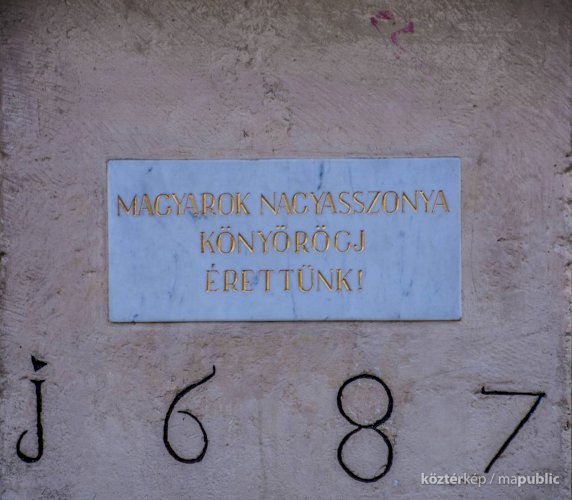 MAGYAROK NAGYASSZONYA
KÖNYÖRÖGJ
ÉRETTÜNK!
j687
köztérkép / mapublic